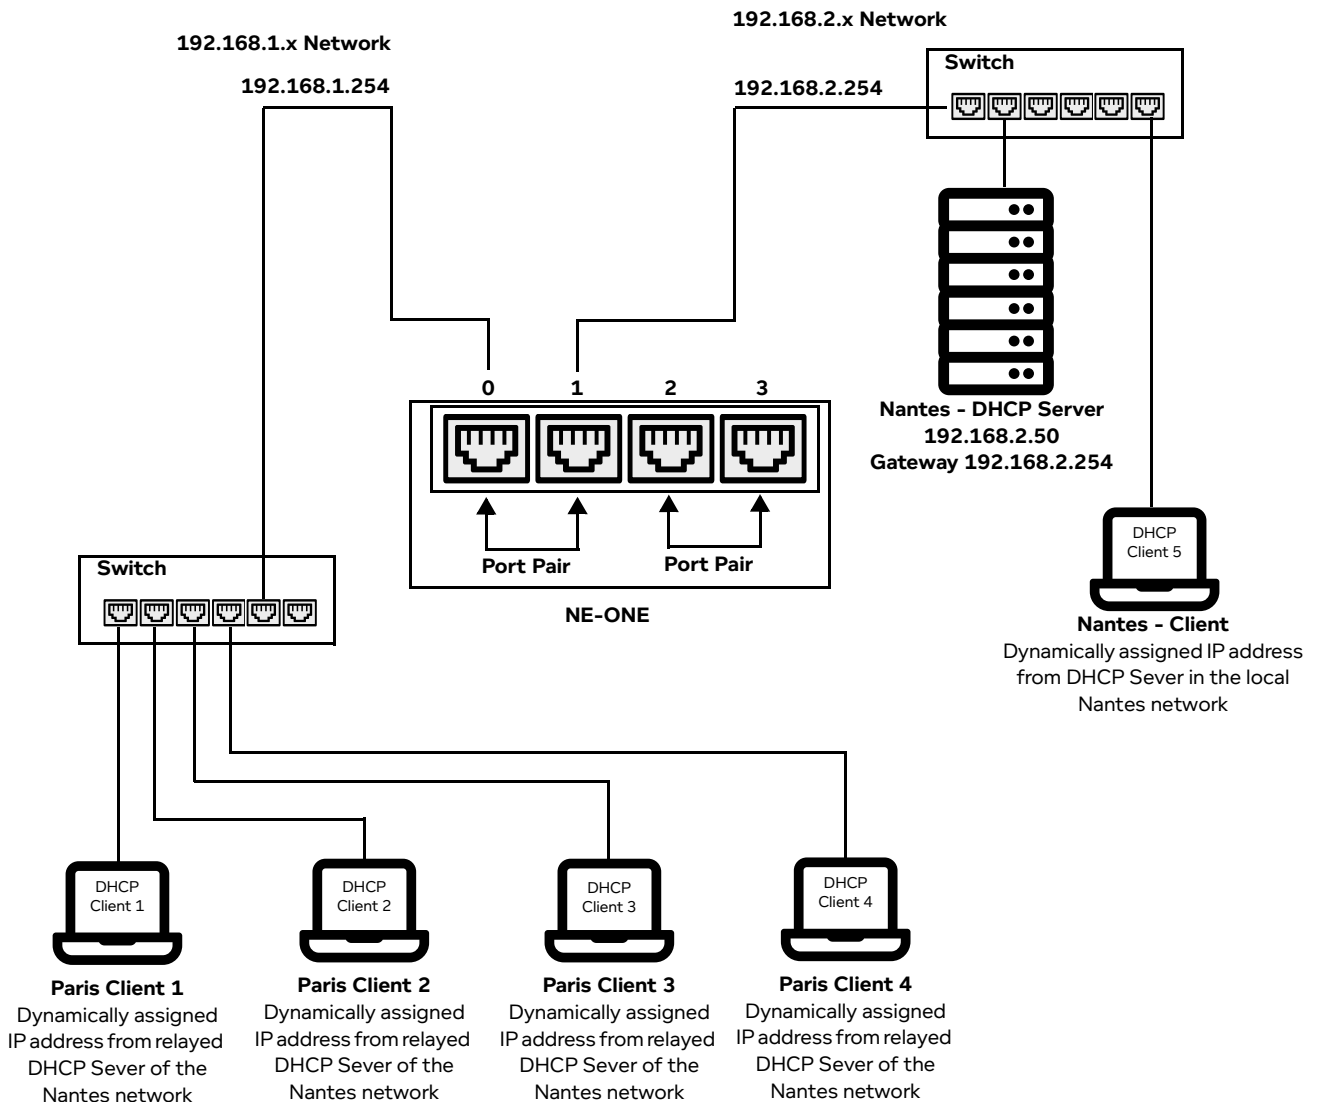 192.168.2.x Network
192.168.1.x Network
Switch
192.168.1.254
192.168.2.254
0
1
2
3
Nantes - DHCP Server
192.168.2.50
Gateway 192.168.2.254
Port Pair
Port Pair
NE-ONE
Switch
DHCP
Client 5
Nantes - Client
Dynamically assigned IP address
from DHCP Sever in the local
Nantes network
DHCP
Client 1
Paris Client 1
Dynamically assigned
IP address from relayed
DHCP Sever of the
Nantes network
DHCP
Client 2
Paris Client 2
Dynamically assigned
IP address from relayed
DHCP Sever of the
Nantes network
DHCP
Client 3
Paris Client 3
Dynamically assigned
IP address from relayed
DHCP Sever of the
Nantes network
DHCP
Client 4
Paris Client 4
Dynamically assigned
IP address from relayed
DHCP Sever of the
Nantes network